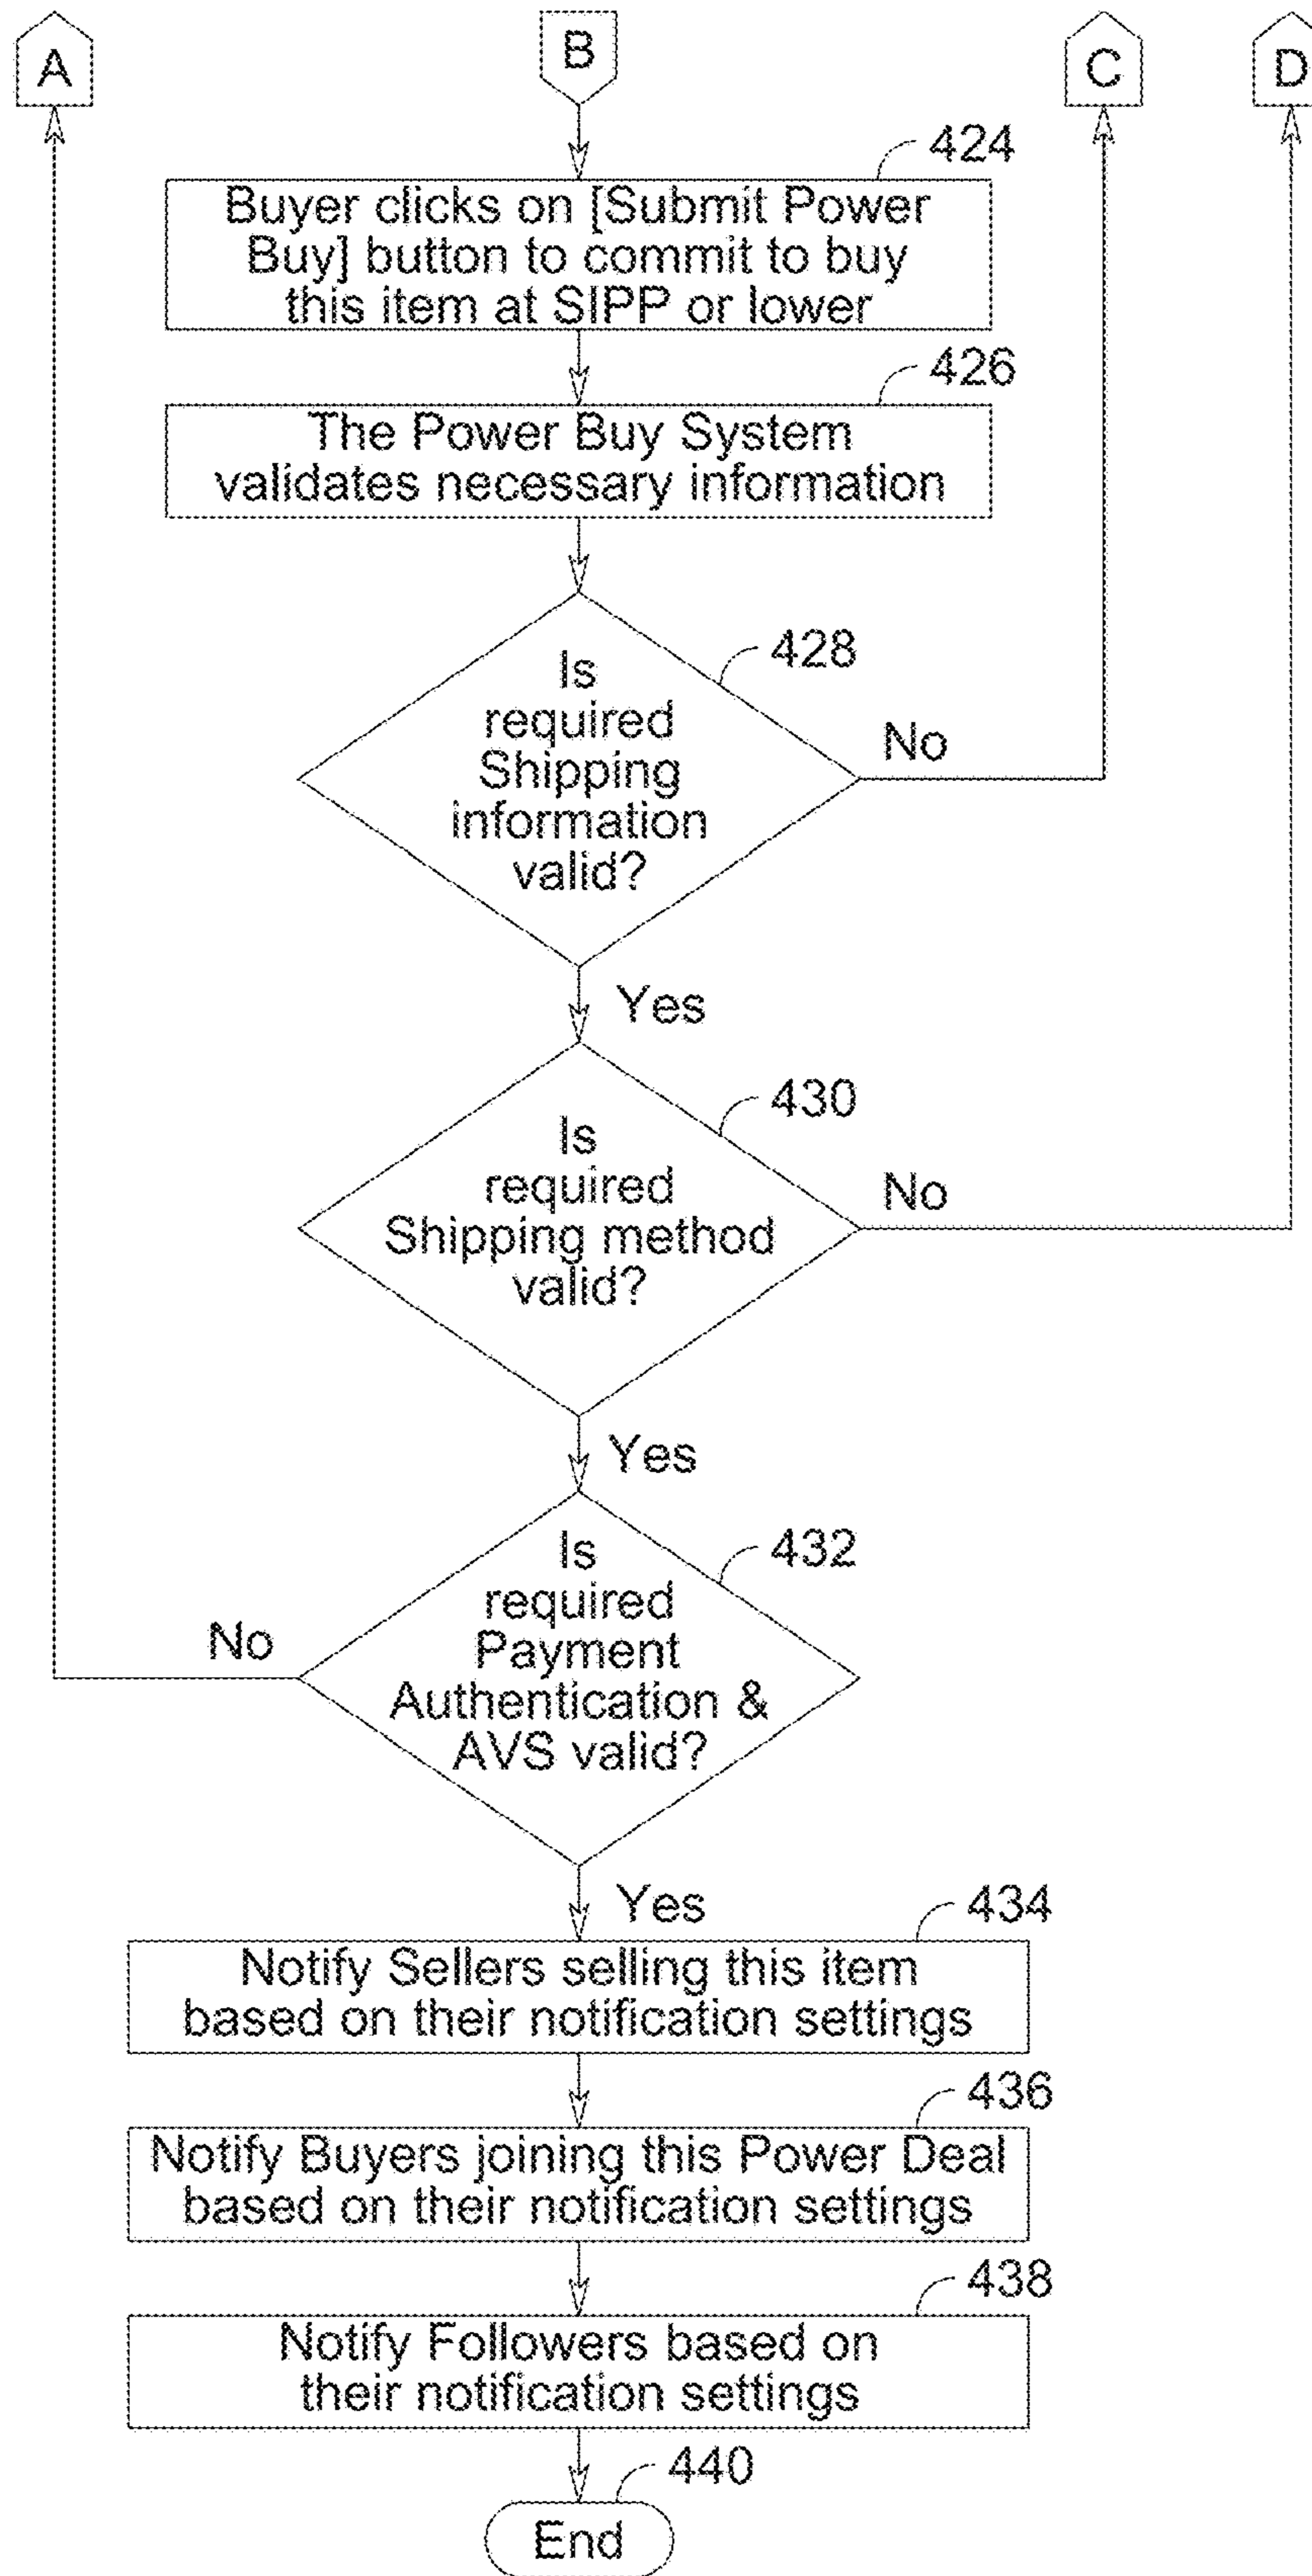 A
B
C
D
424
Buyer clicks on [Submit Power
Buy] button to commit to buy
this item at SIPP or lower
426
The Power Buy System
validates necessary information
428
Is
required
Shipping
information
valid?
No
Yes
430
Is
required
Shipping method
valid?
No
Yes
432
Is
required
Payment
Authentication &
AVS valid?
No
Yes
434
Notify Sellers selling this item
based on their notification settings
436
Notify Buyers joining this Power Deal
based on their notification settings
438
Notify Followers based on
their notification settings
440
End